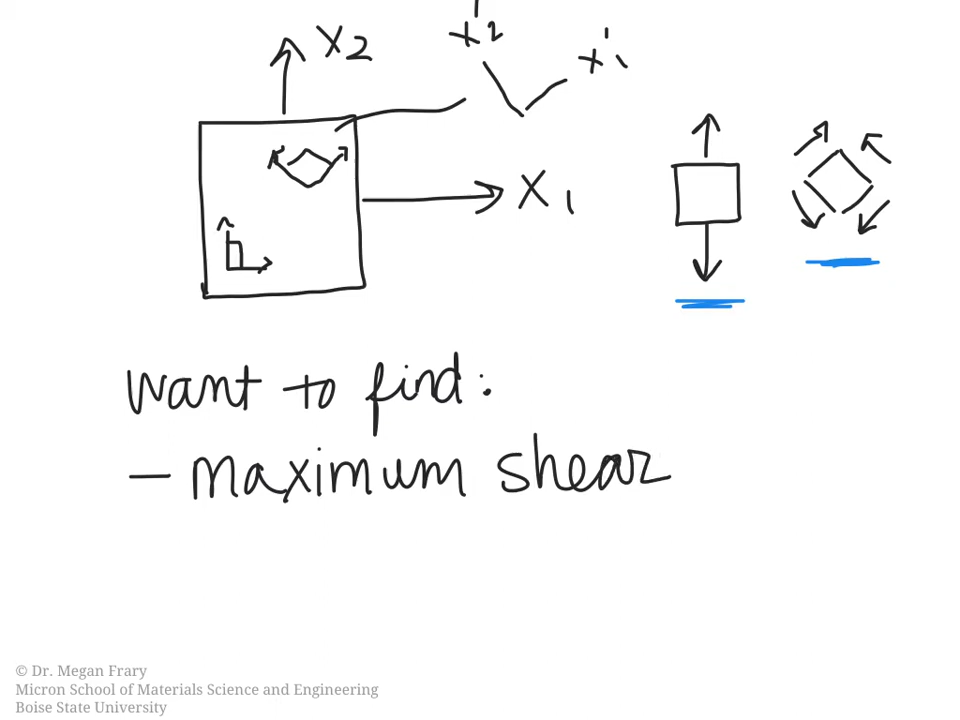 x'2
x'1
X2
X1
want to find:
- maximum shear
© Dr. Megan Frary
Micron School of Materials Science and Engineering
Boise State University